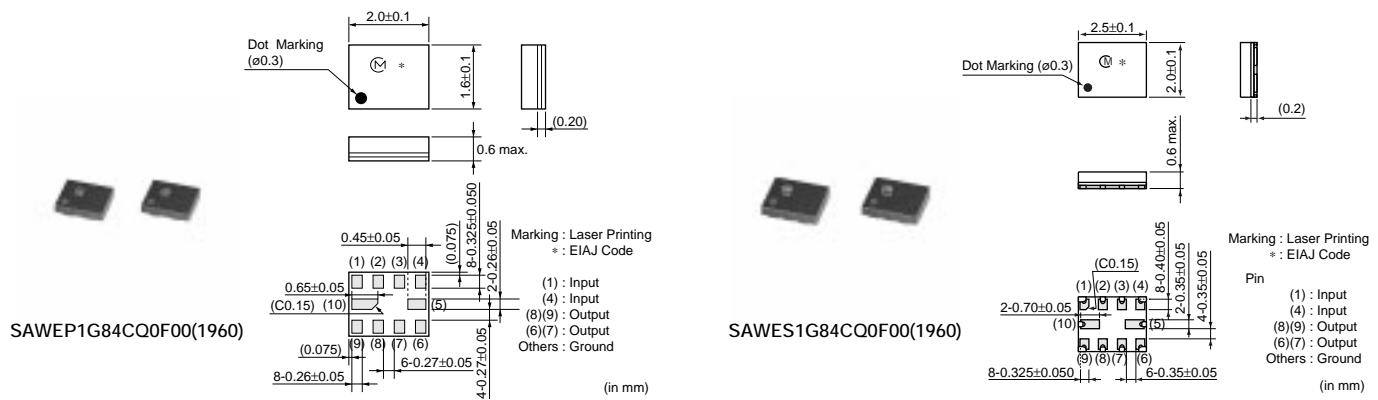 2.0±0.1
Dot Marking
(ø0.3)
M *
1.6±0.1
(0.20)
0.6 max.
0.45±0.05
(0.075)
8-0.325±0.050
2-0.26±0.05
(1) (2) (3) (4)
0.65±0.05
(C0.15) (10) (5)
(9) (8) (7) (6)
(0.075)
6-0.27±0.05
8-0.26±0.05
4-0.27±0.05
Marking : Laser Printing
* : EIAJ Code
(1) : Input
(4) : Input
(8)(9) : Output
(6)(7) : Output
Others : Ground
(in mm)
SAWEP1G84CQ0F00(1960)
2.5±0.1
Dot Marking (ø0.3)
M *
2.0±0.1
(0.2)
0.6 max.
(C0.15)
8-0.40±0.05
2-0.35±0.05
4-0.35±0.05
(1) (2) (3) (4)
2-0.70±0.05
(10) (5)
(9) (8) (7) (6)
8-0.325±0.050
6-0.35±0.05
Marking : Laser Printing
* : EIAJ Code
Pin
(1) : Input
(4) : Input
(8)(9) : Output
(6)(7) : Output
Others : Ground
(in mm)
SAWES1G84CQ0F00(1960)